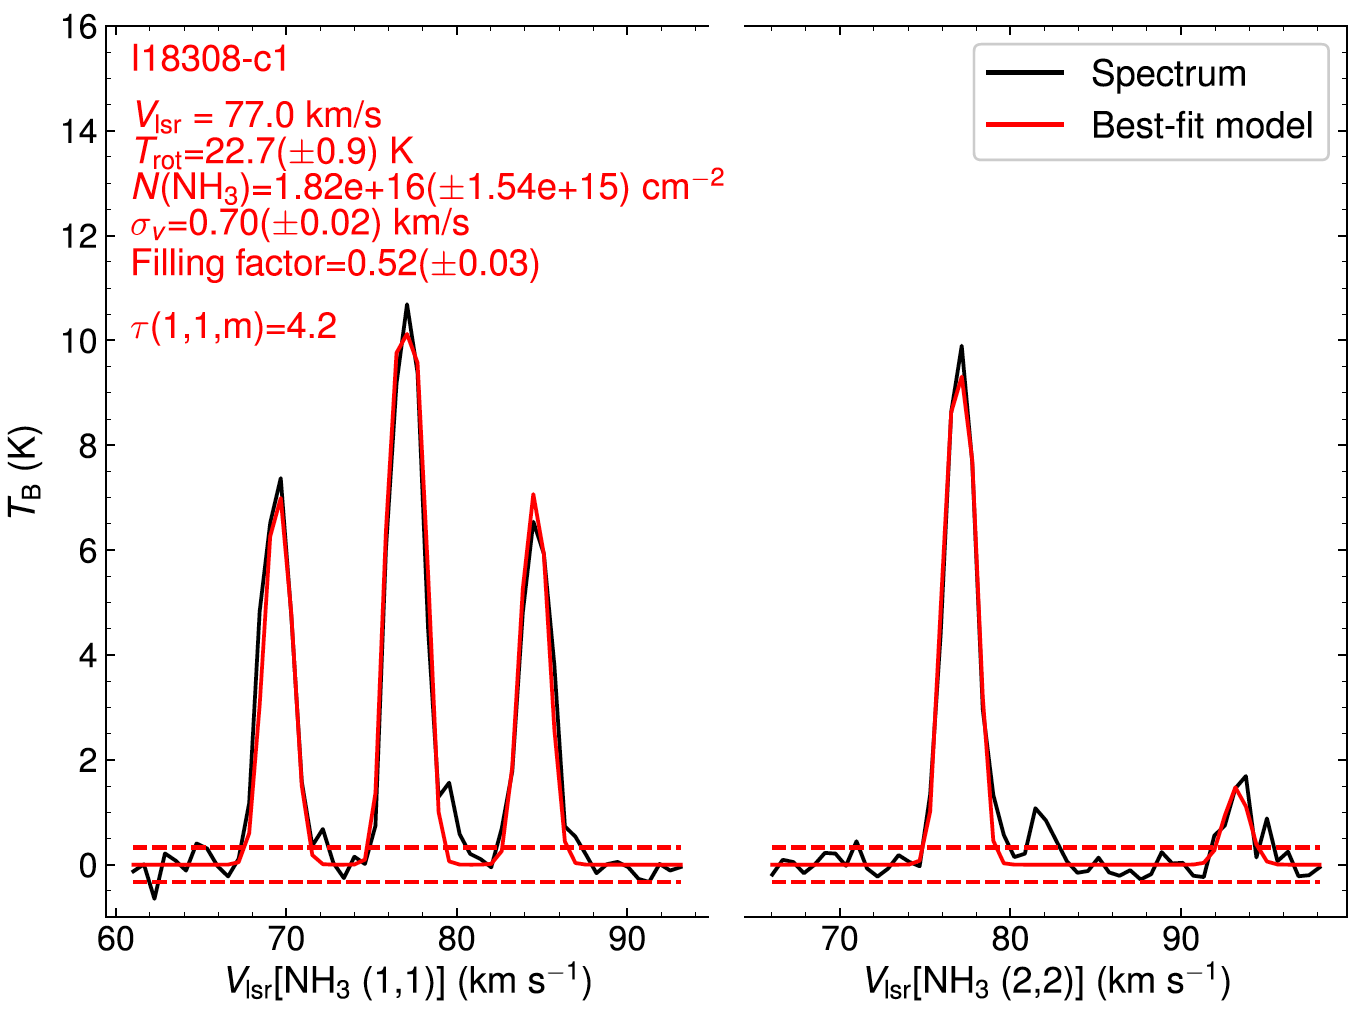 I18308-c1
V_lsr = 77.0 km/s
T_rot=22.7(±0.9) K
N(NH₃)=1.82e+16(±1.54e+15) cm⁻²
σ_v=0.70(±0.02) km/s
Filling factor=0.52(±0.03)
τ(1,1,m)=4.2
Spectrum
Best-fit model
T_B (K)
16
14
12
10
8
6
4
2
0
60 70 80 90
70 80 90
V_lsr[NH₃ (1,1)] (km s⁻¹)
V_lsr[NH₃ (2,2)] (km s⁻¹)